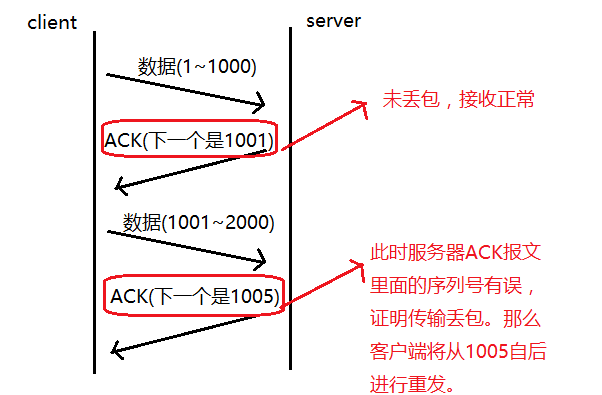 client
server
数据(1~1000)
未丢包，接收正常
ACK(下一个是1001)
数据(1001~2000)
此时服务器ACK报文
里面的序列号有误，
证明传输丢包。那么
客户端将从1005自后
进行重发。
ACK(下一个是1005)